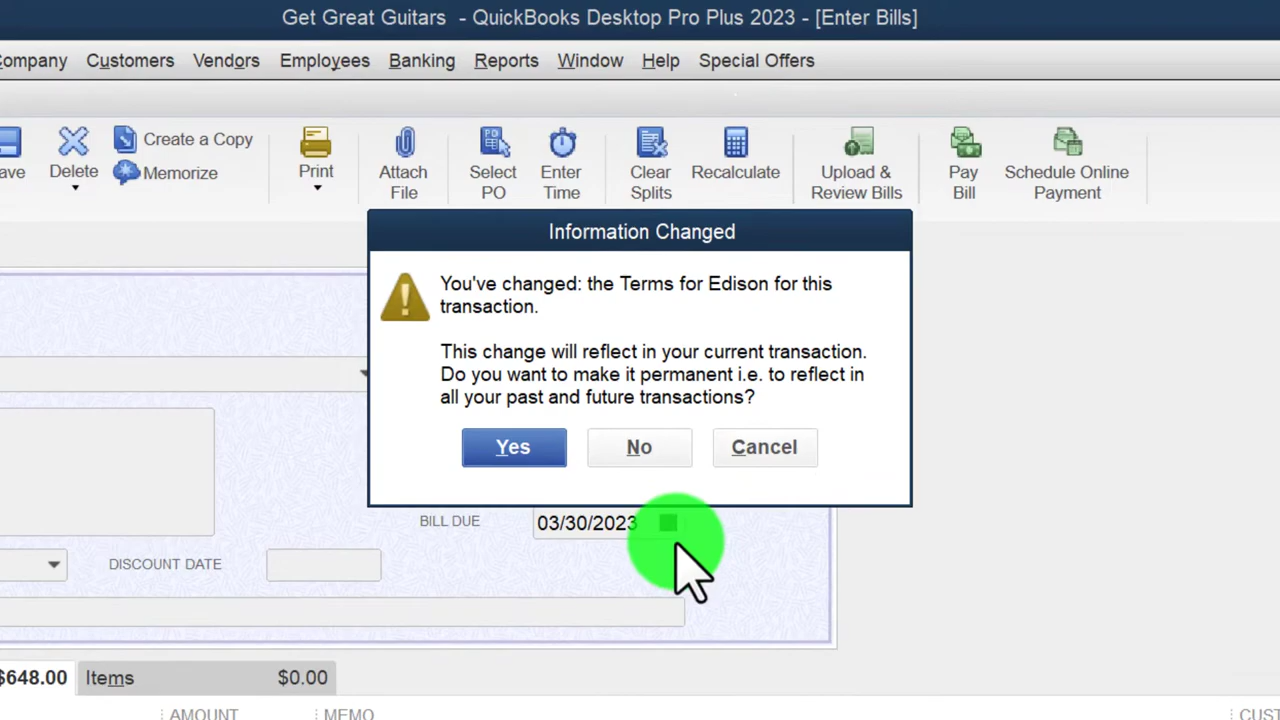 Get Great Guitars - QuickBooks Desktop Pro Plus 2023 - [Enter Bills]
Company Customers Vendors Employees Banking Reports Window Help Special Offers
ave Delete Create a Copy Memorize Print Attach File Select PO Enter Time Clear Splits Recalculate Upload & Review Bills Pay Bill Schedule Online Payment
Information Changed
You've changed: the Terms for Edison for this
transaction.
This change will reflect in your current transaction.
Do you want to make it permanent i.e. to reflect in
all your past and future transactions?
Yes No Cancel
BILL DUE 03/30/2023
DISCOUNT DATE
$648.00 Items $0.00
AMOUNT MEMO CUST